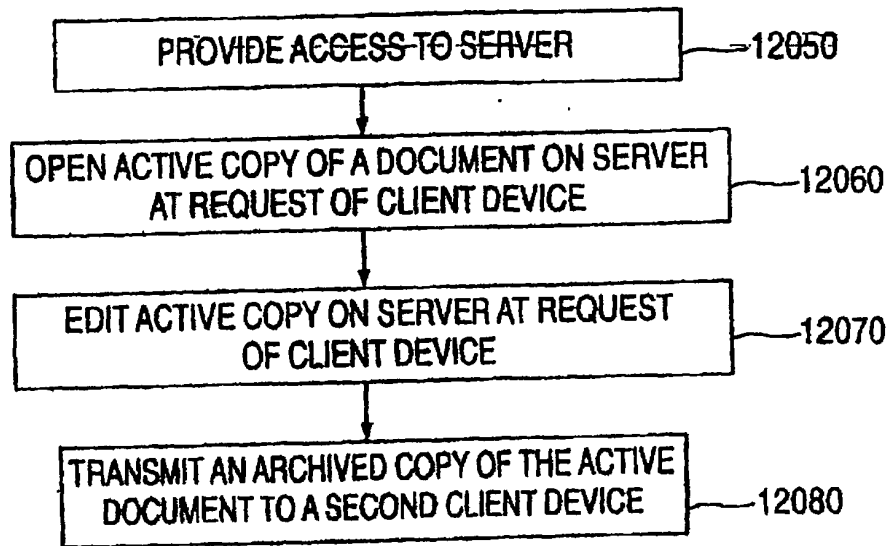 PROVIDE ACCESS TO SERVER
12050
OPEN ACTIVE COPY OF A DOCUMENT ON SERVER
AT REQUEST OF CLIENT DEVICE
12060
EDIT ACTIVE COPY ON SERVER AT REQUEST
OF CLIENT DEVICE
12070
TRANSMIT AN ARCHIVED COPY OF THE ACTIVE
DOCUMENT TO A SECOND CLIENT DEVICE
12080